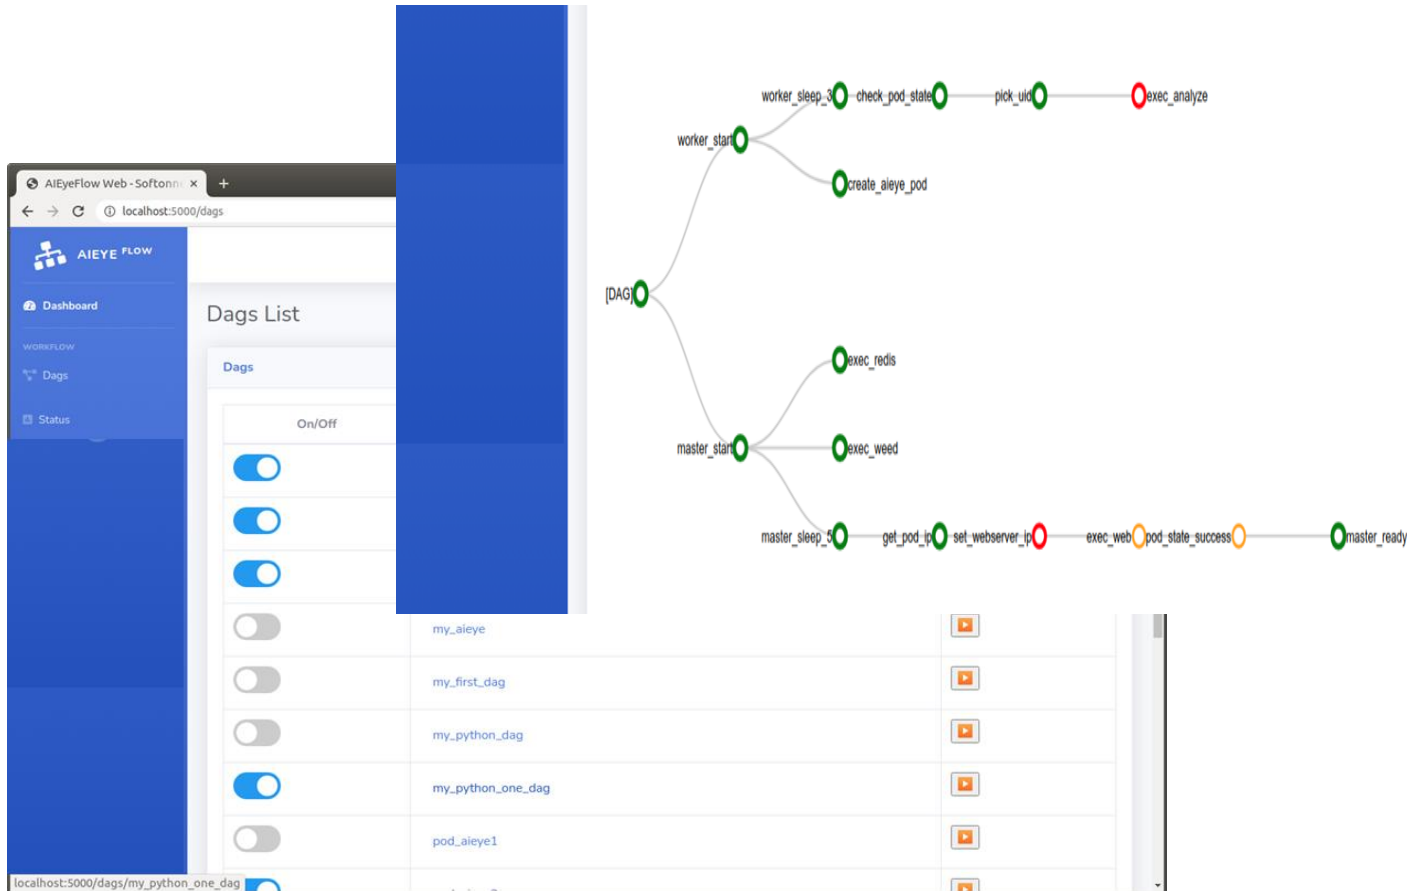 worker_sleep_3 check_pod_state pick_uid exec_analyze
worker_start
create_aieye_pod
[DAG]
exec_redis
master_start exec_weed
master_sleep_5 get_pod_ip set_webserver_ip exec_web pod_state_success master_ready
AIEyeFlow Web - Softonn
localhost:5000/dags
AIEYE FLOW
Dashboard
WORKFLOW
Dags
Status
Dags List
Dags
On/Off
my_aieye
my_first_dag
my_python_dag
my_python_one_dag
pod_aieye1
localhost:5000/dags/my_python_one_dag